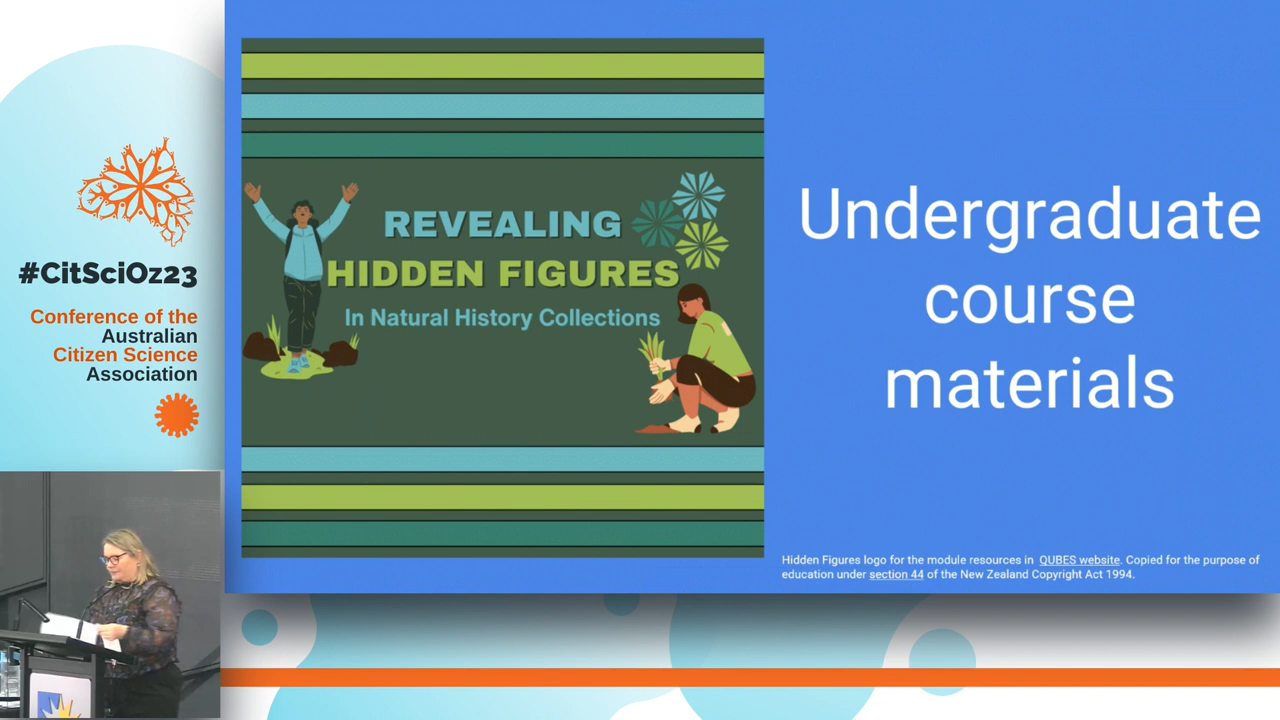 #CitSciOz23
Conference of the
Australian
Citizen Science
Association
REVEALING
HIDDEN FIGURES
In Natural History Collections
Undergraduate
course
materials
Hidden Figures logo for the module resources in QUBES website. Copied for the purpose of
education under section 44 of the New Zealand Copyright Act 1994.